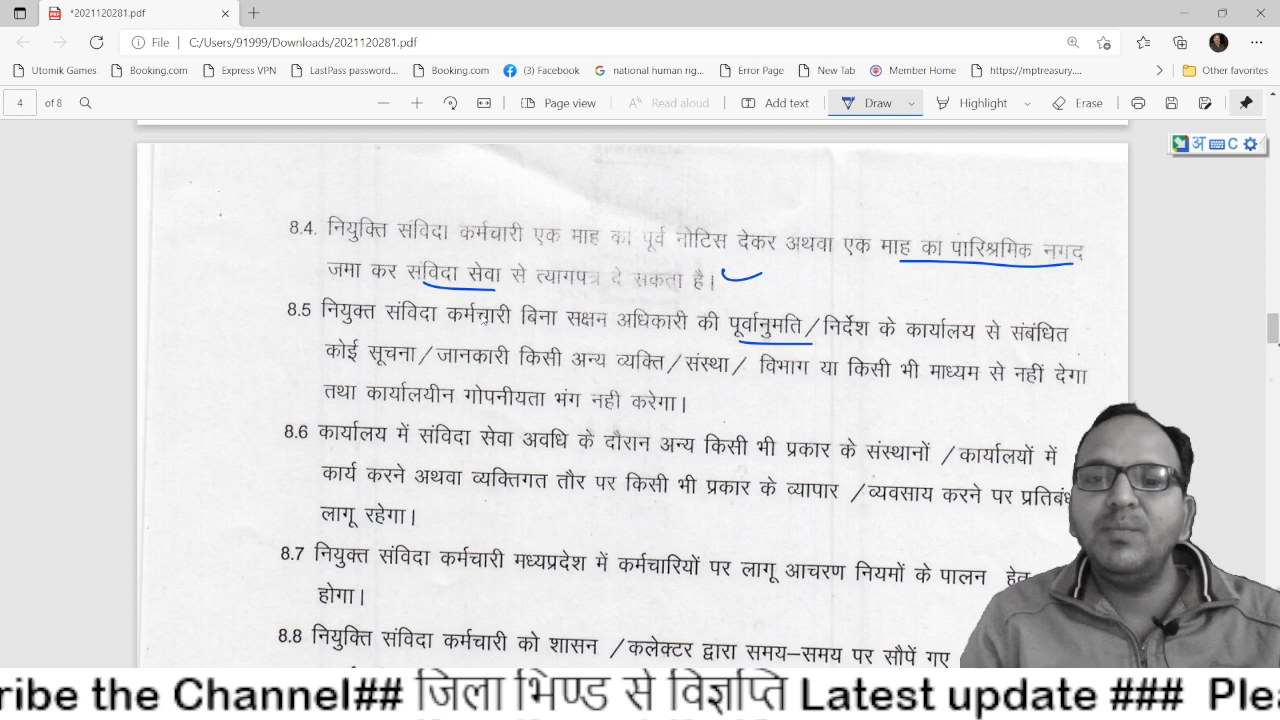 *2021120281.pdf
File C:/Users/91999/Downloads/2021120281.pdf
Utomik Games Booking.com Express VPN LastPass password... Booking.com (3) Facebook national human rig... Error Page New Tab Member Home https://mptreasury.... Other favorites
4 of 8 Page view Read aloud Add text Draw Highlight Erase
अ C
8.4. नियुक्ति संविदा कर्मचारी एक माह का पूर्व नोटिस देकर अथवा एक माह का पारिश्रमिक नगद
जमा कर संविदा सेवा से त्यागपत्र दे सकता है।
8.5 नियुक्त संविदा कर्मचारी बिना सक्षन अधिकारी की पूर्वानुमति/निर्देश के कार्यालय से संबंधित
कोई सूचना/जानकारी किसी अन्य व्यक्ति/संस्था/ विभाग या किसी भी माध्यम से नहीं देगा
तथा कार्यालयीन गोपनीयता भंग नही करेगा।
8.6 कार्यालय में संविदा सेवा अवधि के दौरान अन्य किसी भी प्रकार के संस्थानों /कार्यालयों में
कार्य करने अथवा व्यक्तिगत तौर पर किसी भी प्रकार के व्यापार /व्यवसाय करने पर प्रतिबंध
लागू रहेगा।
8.7 नियुक्त संविदा कर्मचारी मध्यप्रदेश में कर्मचारियों पर लागू आचरण नियमों के पालन
होगा।
8.8 नियुक्ति संविदा कर्मचारी को शासन /कलेक्टर द्वारा समय–समय पर सौपें गए
ribe the Channel## जिला भिण्ड से विज्ञप्ति Latest update ### Plea